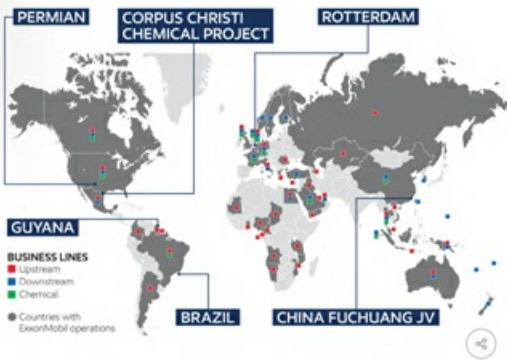 PERMIAN
CORPUS CHRISTI
CHEMICAL PROJECT
ROTTERDAM
GUYANA
BUSINESS LINES
Upstream
Downstream
Chemical
Countries with
ExxonMobil operations
BRAZIL
CHINA FUCHUANG JV